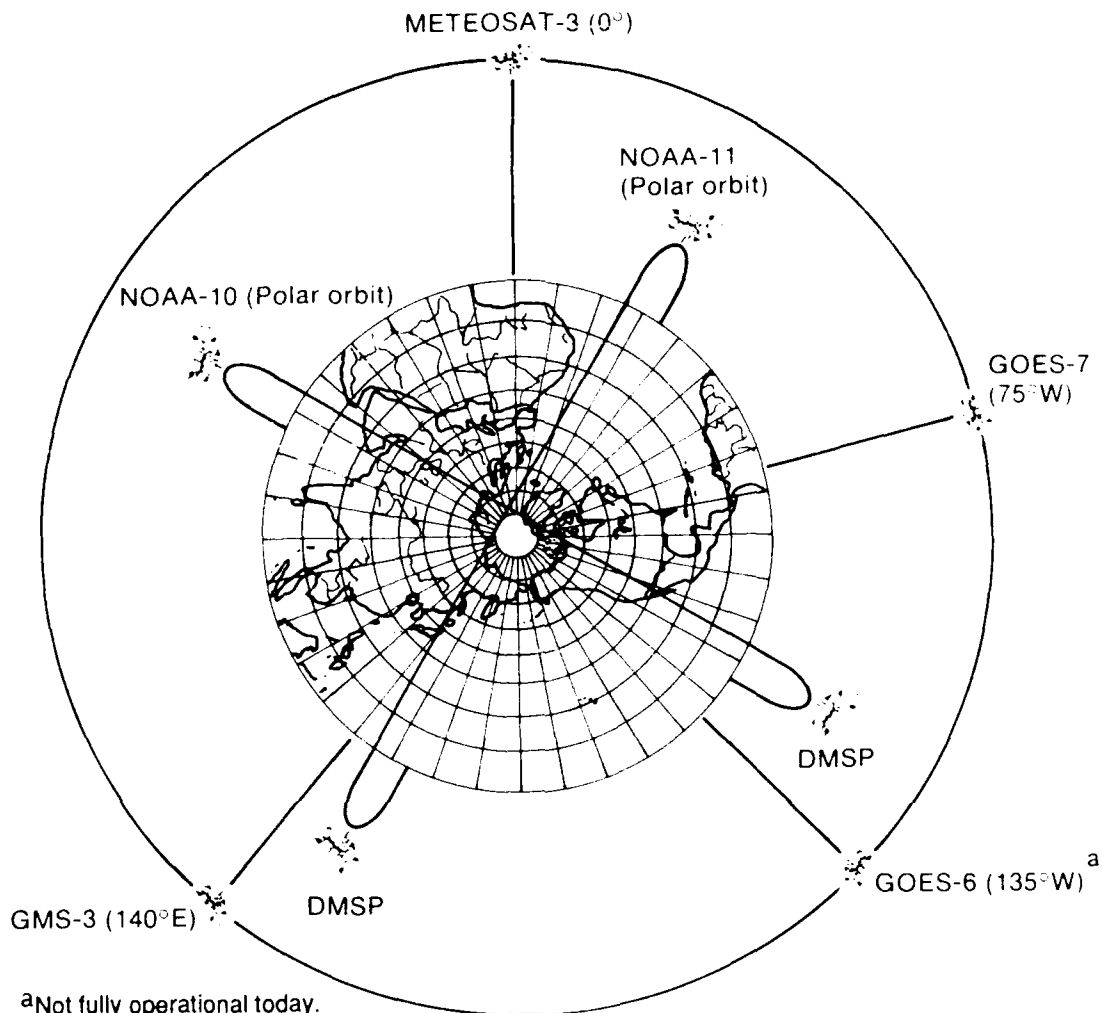 METEOSAT-3 (0°)
NOAA-11
(Polar orbit)
NOAA-10 (Polar orbit)
GOES-7
(75°W)
DMSP
GOES-6 (135°W) a
DMSP
GMS-3 (140°E)
aNot fully operational today.